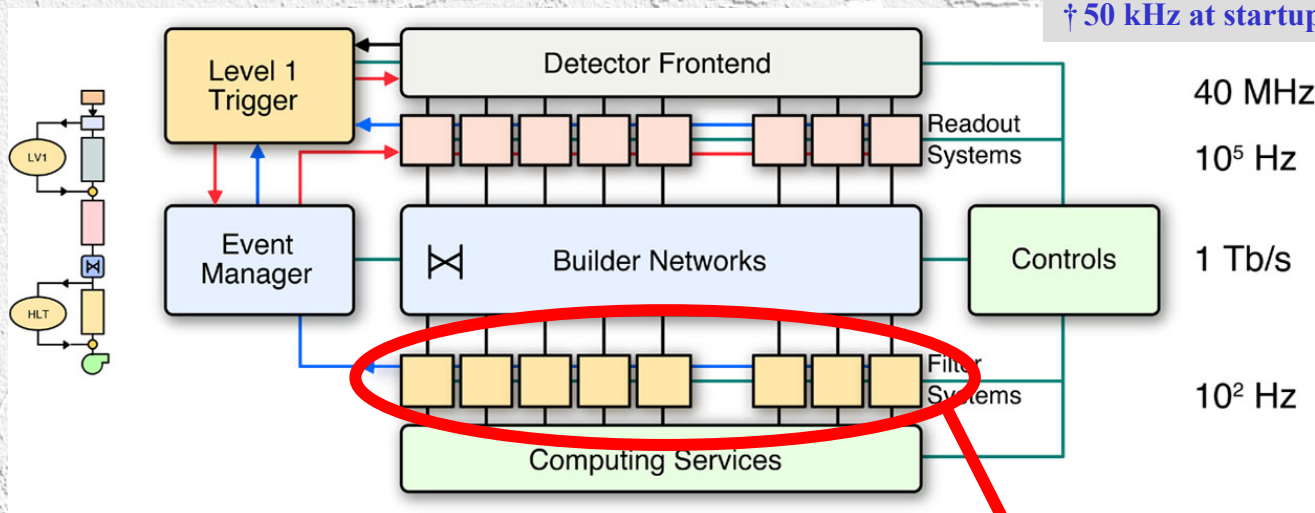 † 50 kHz at startup
Level 1
Trigger
Detector Frontend
40 MHz
LV1
Readout
Systems
10⁵ Hz
Event
Manager
Builder Networks
Controls
1 Tb/s
HLT
Filter
Systems
10² Hz
Computing Services